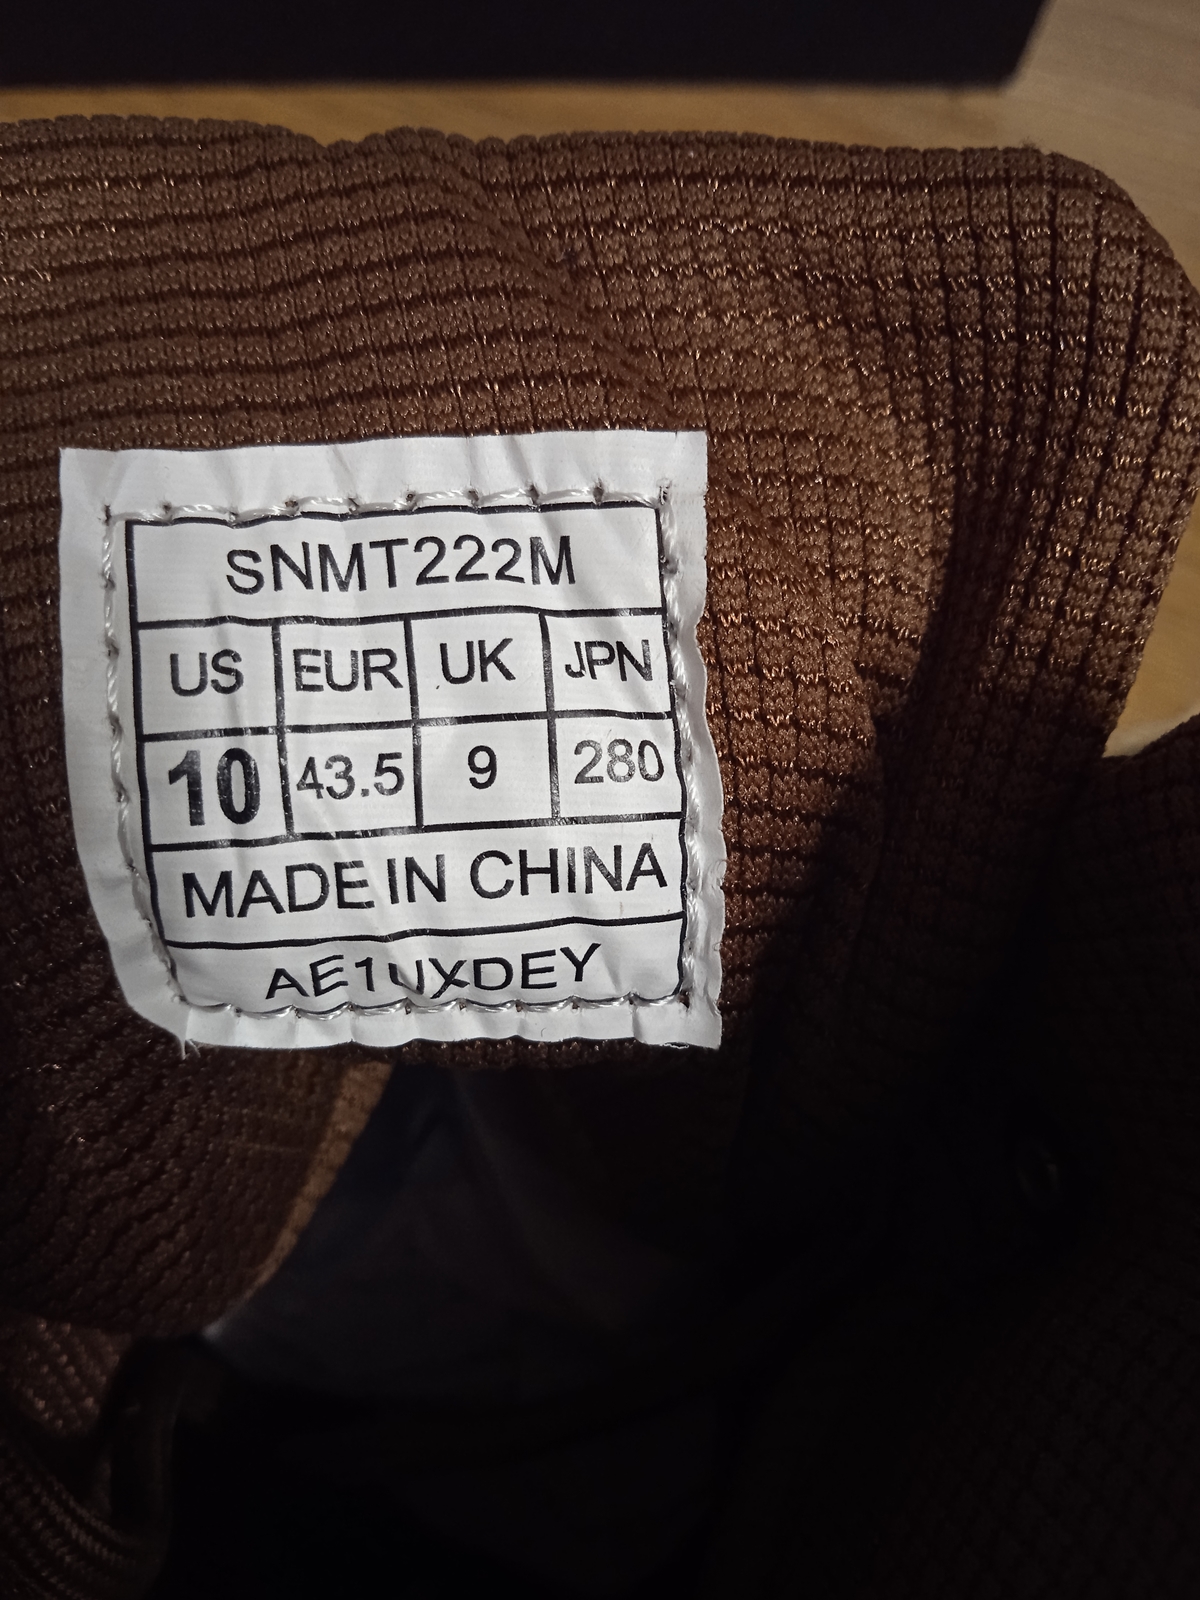 SNMT222M
US EUR UK JPN
10 43.5 9 280
MADE IN CHINA
AE1UXDEY